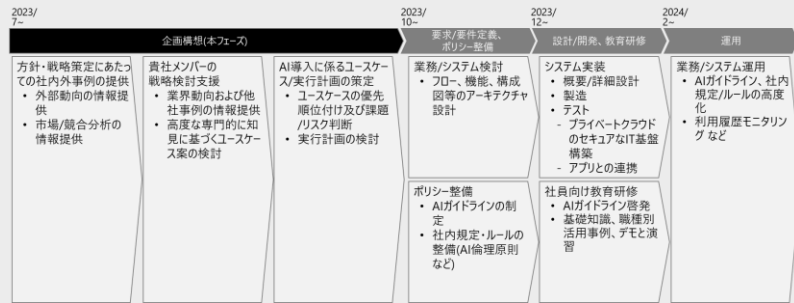 2023/
7~
2023/
10~
2023/
12~
2024/
2~
企画構想(本フェーズ)
要求/要件定義、
ポリシー整備
設計/開発、教育研修
運用
方針・戦略策定にあたっ
ての社内外事例の提供
• 外部動向の情報提
供
• 市場/競合分析の
情報提供
貴社メンバーの
戦略検討支援
• 業界動向および他
社事例の情報提供
• 高度な専門的に知
見に基づくユースケー
ス案の検討
AI導入に係るユースケー
ス/実行計画の策定
• ユースケースの優先
順位付け及び課題
/リスク判断
• 実行計画の検討
業務/システム検討
• フロー、機能、構成
図等のアーキテクチャ
設計
ポリシー整備
• AIガイドラインの制
定
• 社内規定・ルールの
整備(AI倫理原則
など)
システム実装
• 概要/詳細設計
• 製造
• テスト
- プライベートクラウド
のセキュアなIT基盤
構築
- アプリとの連携
社員向け教育研修
• AIガイドライン啓発
• 基礎知識、職種別
活用事例、デモと演
習
業務/システム運用
• AIガイドライン、社内
規定/ルールの高度
化
• 利用履歴モニタリン
グ など